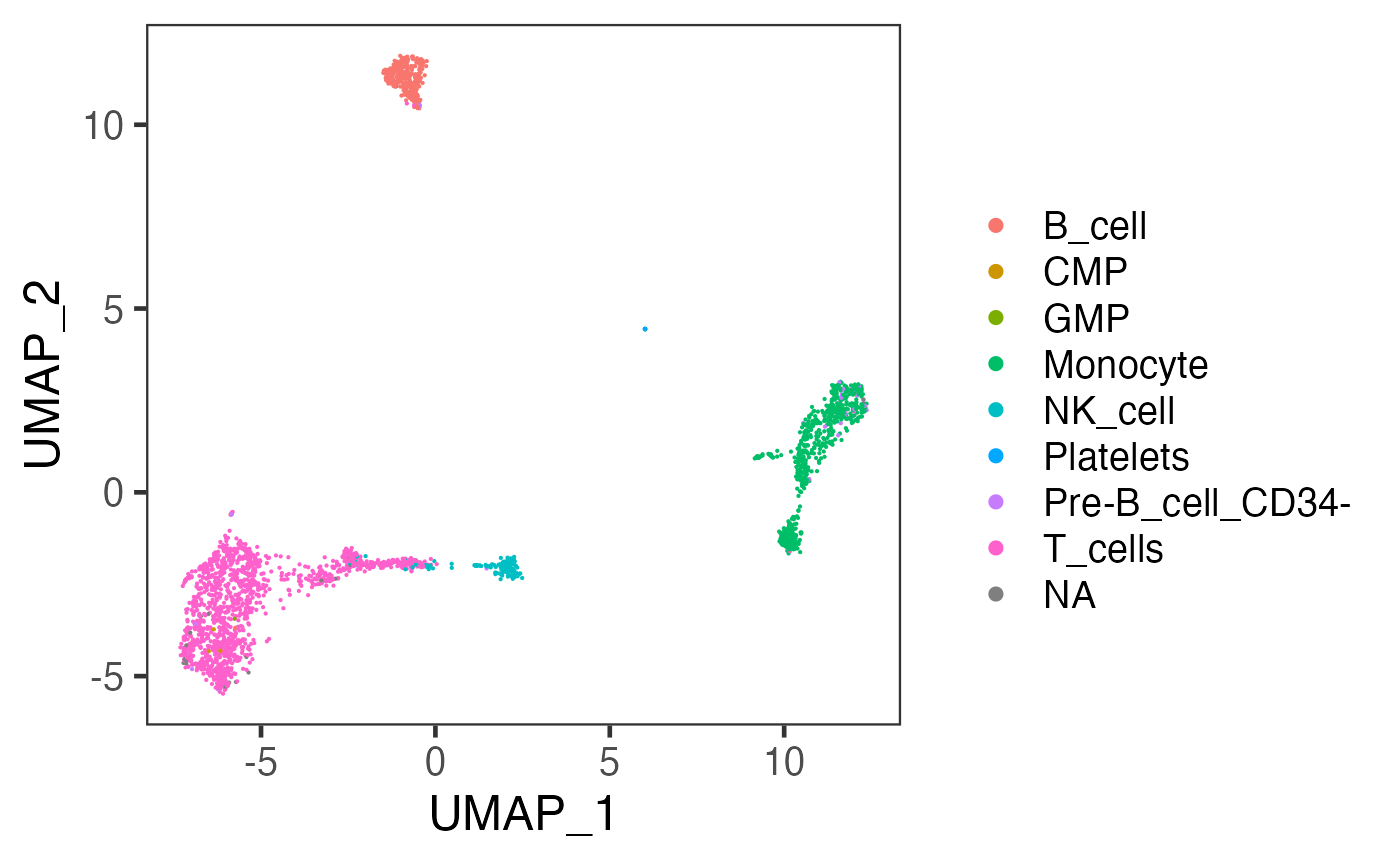 UMAP_2
10
5
0
-5
-5
0
5
10
UMAP_1
B_cell
CMP
GMP
Monocyte
NK_cell
Platelets
Pre-B_cell_CD34-
T_cells
NA